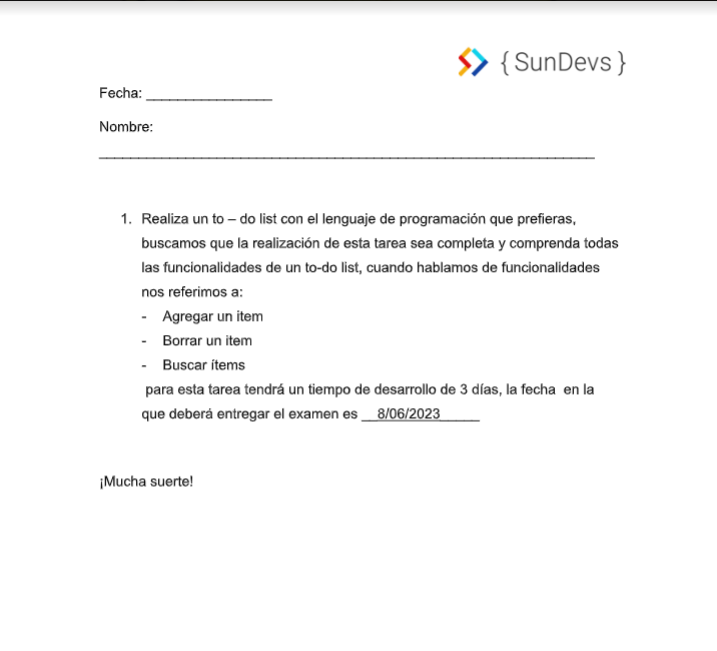 { SunDevs }
Fecha: ________________
Nombre:
1. Realiza un to – do list con el lenguaje de programación que prefieras,
buscamos que la realización de esta tarea sea completa y comprenda todas
las funcionalidades de un to-do list, cuando hablamos de funcionalidades
nos referimos a:
- Agregar un item
- Borrar un item
- Buscar ítems
para esta tarea tendrá un tiempo de desarrollo de 3 días, la fecha en la
que deberá entregar el examen es __8/06/2023_____
¡Mucha suerte!